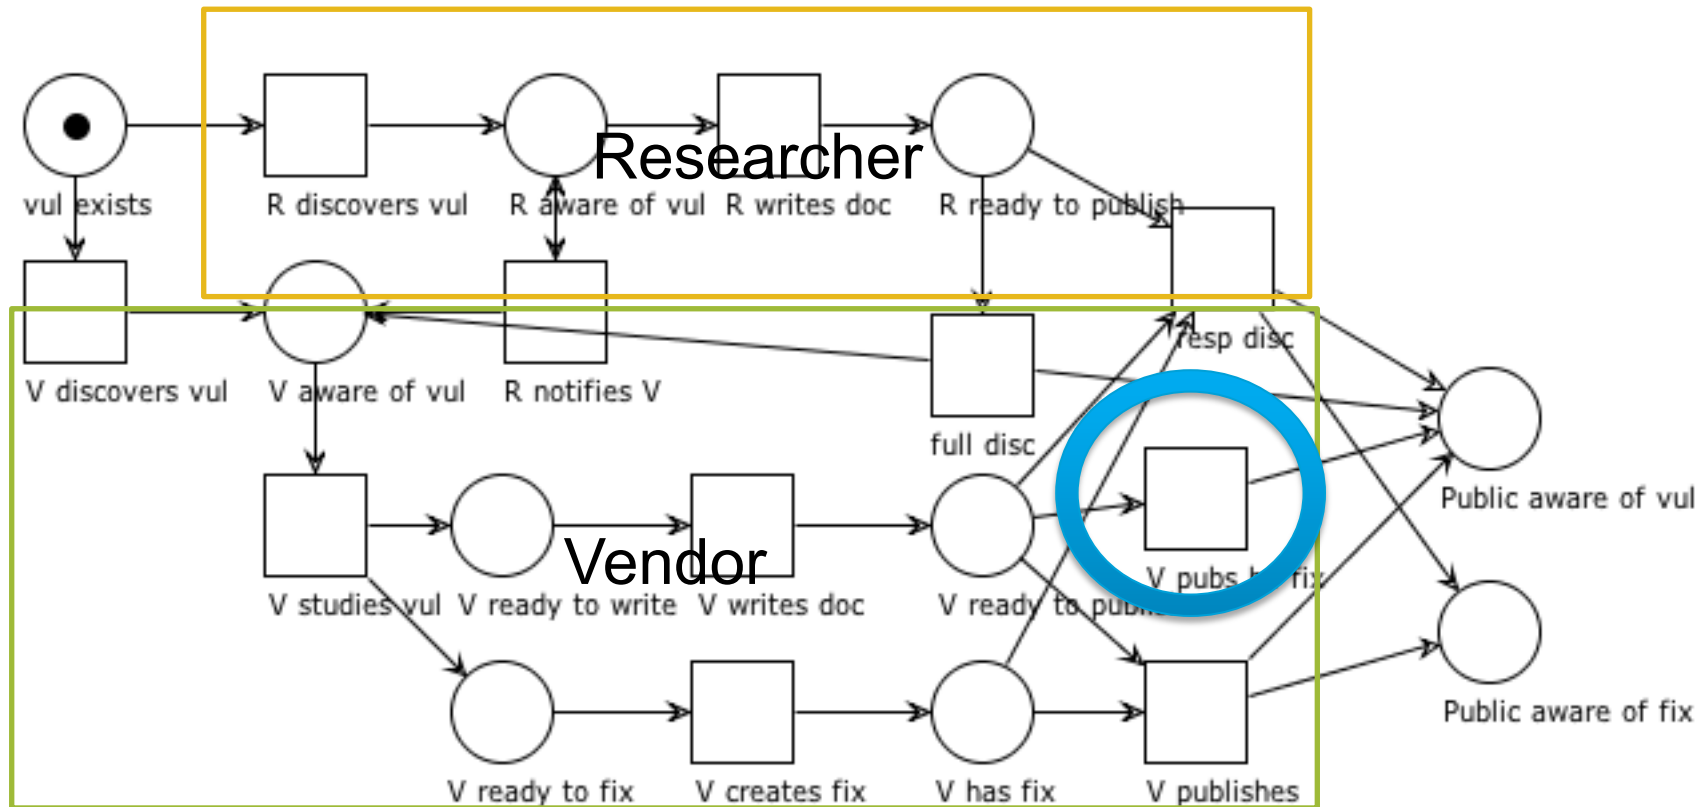 Researcher
vul exists
R discovers vul
R aware of vul
R writes doc
R ready to publish
resp disc
V discovers vul
V aware of vul
R notifies V
full disc
Public aware of vul
Vendor
V pubs fix
V studies vul
V ready to write
V writes doc
V ready to
Public aware of fix
V ready to fix
V creates fix
V has fix
V publishes